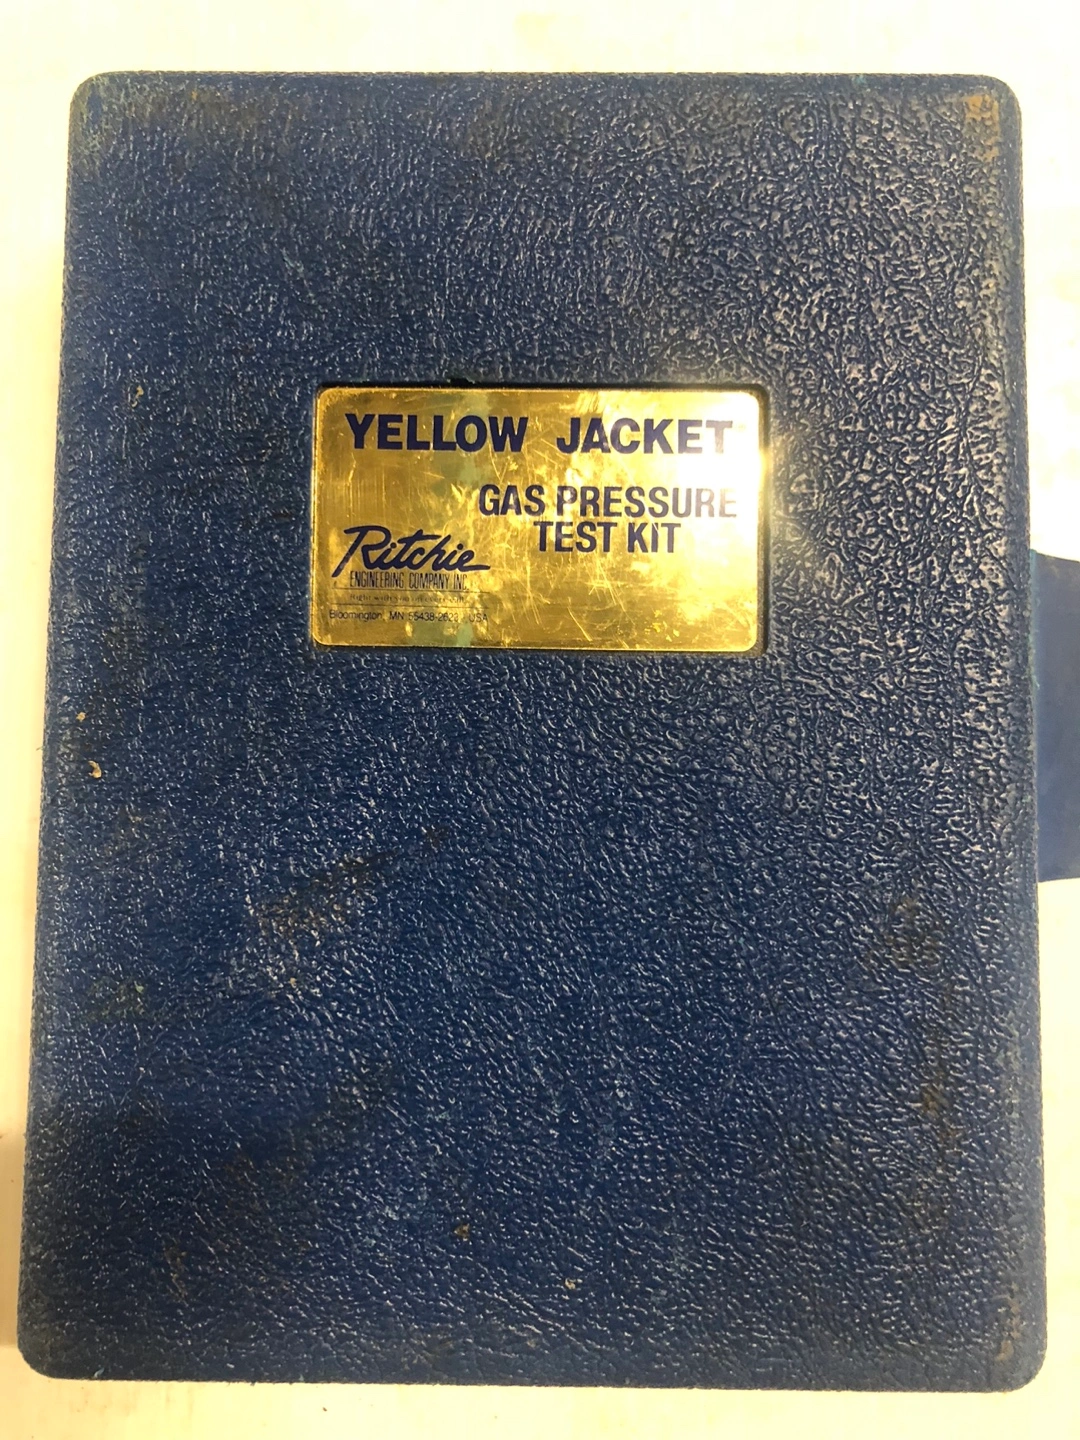 YELLOW JACKET
GAS PRESSURE
TEST KIT
Ritchie
ENGINEERING COMPANY, INC.
Bloomington, MN 55438-2623 USA